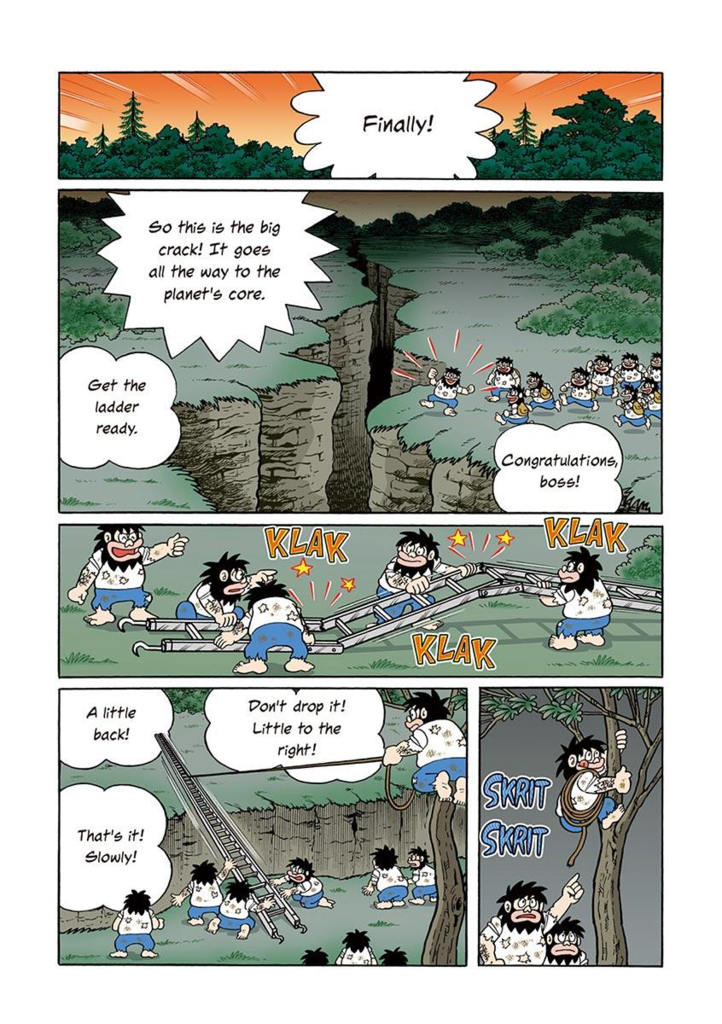 Finally!
So this is the big
crack! It goes
all the way to the
planet's core.
Get the
ladder
ready.
Congratulations,
boss!
KLAK
KLAK
KLAK
A little
back!
Don't drop it!
Little to the
right!
That's it!
Slowly!
SKRIT
SKRIT